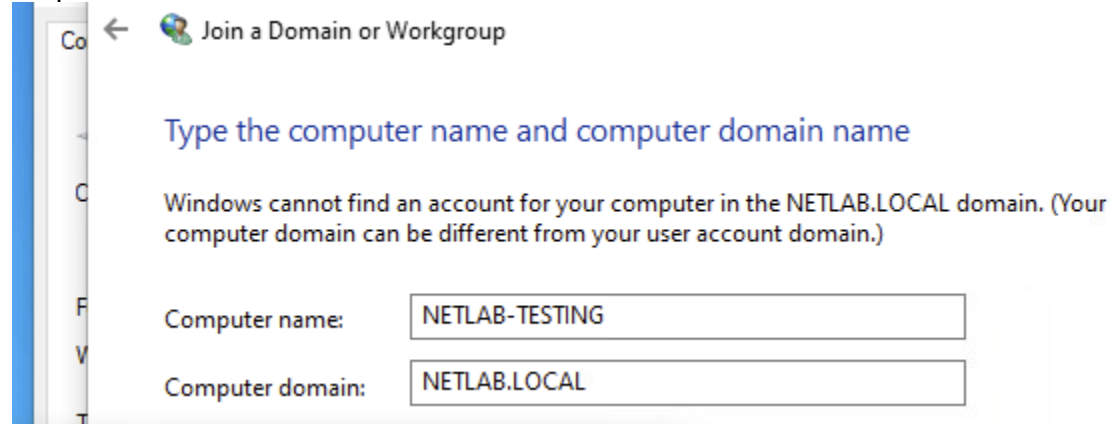 Co
Join a Domain or Workgroup
Type the computer name and computer domain name
C
Windows cannot find an account for your computer in the NETLAB.LOCAL domain. (Your
computer domain can be different from your user account domain.)
F
Computer name: NETLAB-TESTING
Computer domain: NETLAB.LOCAL